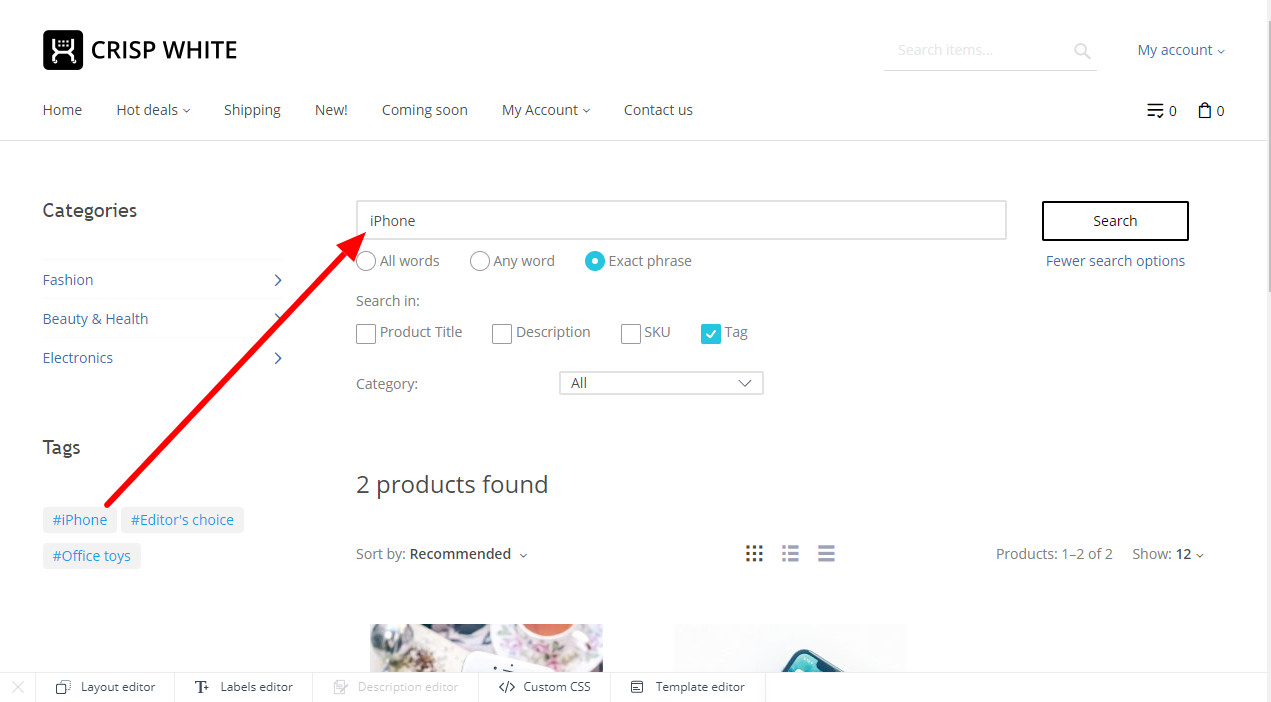 CRISP WHITE
Search items...
My account
Home Hot deals Shipping New! Coming soon My Account Contact us
0 0
Categories
Fashion
Beauty & Health
Electronics
Tags
#iPhone #Editor's choice
#Office toys
iPhone
Search
All words Any word Exact phrase
Fewer search options
Search in:
Product Title Description SKU Tag
Category: All
2 products found
Sort by: Recommended
Products: 1–2 of 2 Show: 12
Layout editor Labels editor Description editor Custom CSS Template editor